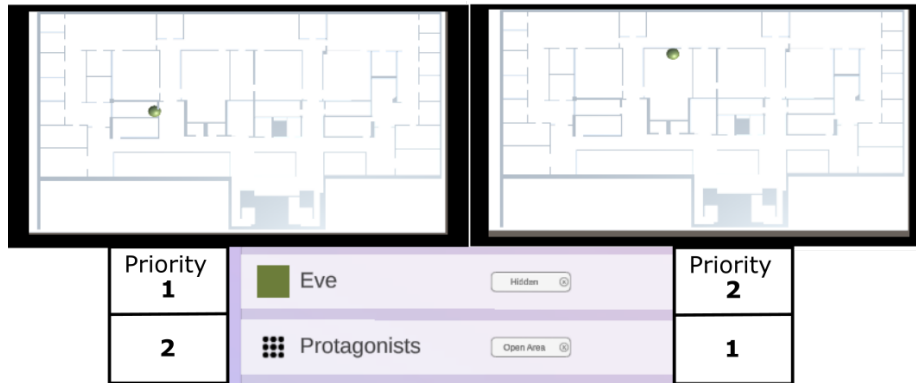 Priority
1
Eve
Hidden
Priority
2
2
Protagonists
Open Area
1